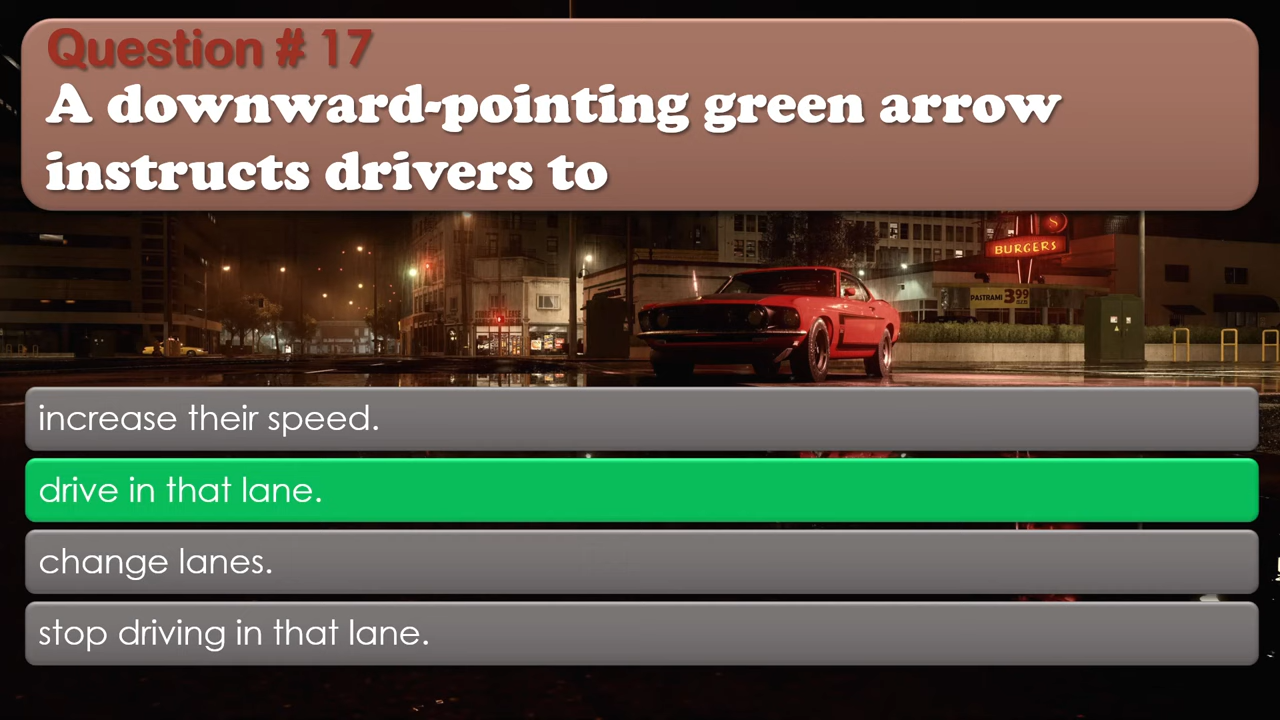 Question # 17
A downward-pointing green arrow
instructs drivers to
S
BURGERS
PASTRAMI 3.99
increase their speed.
drive in that lane.
change lanes.
stop driving in that lane.